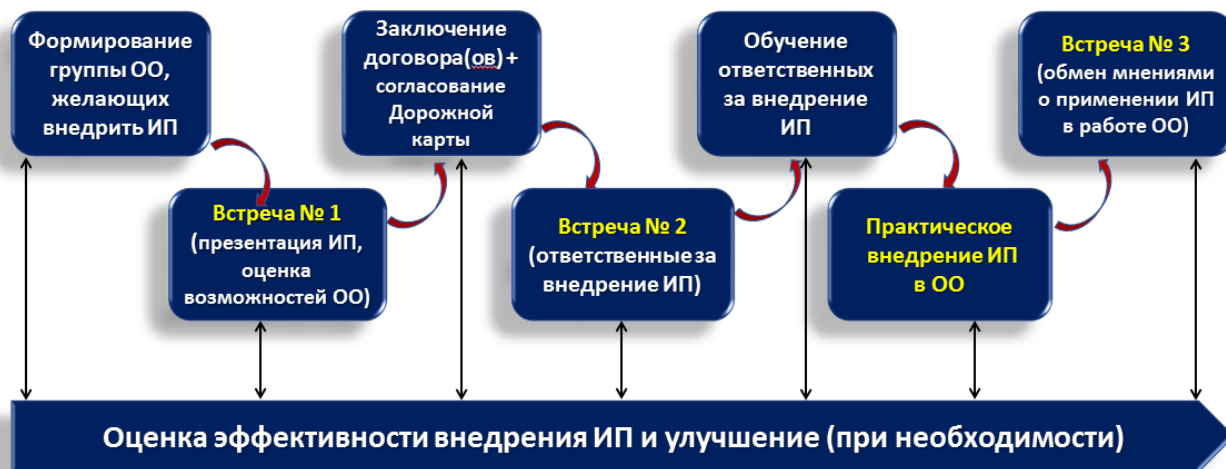 Формирование
группы ОО,
желающих
внедрить ИП
Встреча № 1
(презентация ИП,
оценка
возможностей ОО)
Заключение
договора(ов) +
согласование
Дорожной
карты
Встреча № 2
(ответственные за
внедрение ИП)
Обучение
ответственных
за внедрение
ИП
Практическое
внедрение ИП
в ОО
Встреча № 3
(обмен мнениями
о применении ИП
в работе ОО)
Оценка эффективности внедрения ИП и улучшение (при необходимости)